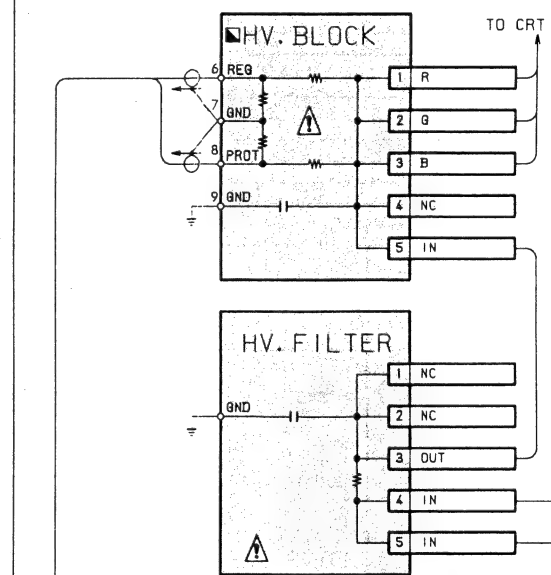 HV. BLOCK
TO CRT
6 REG
1 R
7 GND
2 G
8 PROT
3 B
9 GND
4 NC
5 IN
HV. FILTER
1 NC
GND
2 NC
3 OUT
4 IN
5 IN